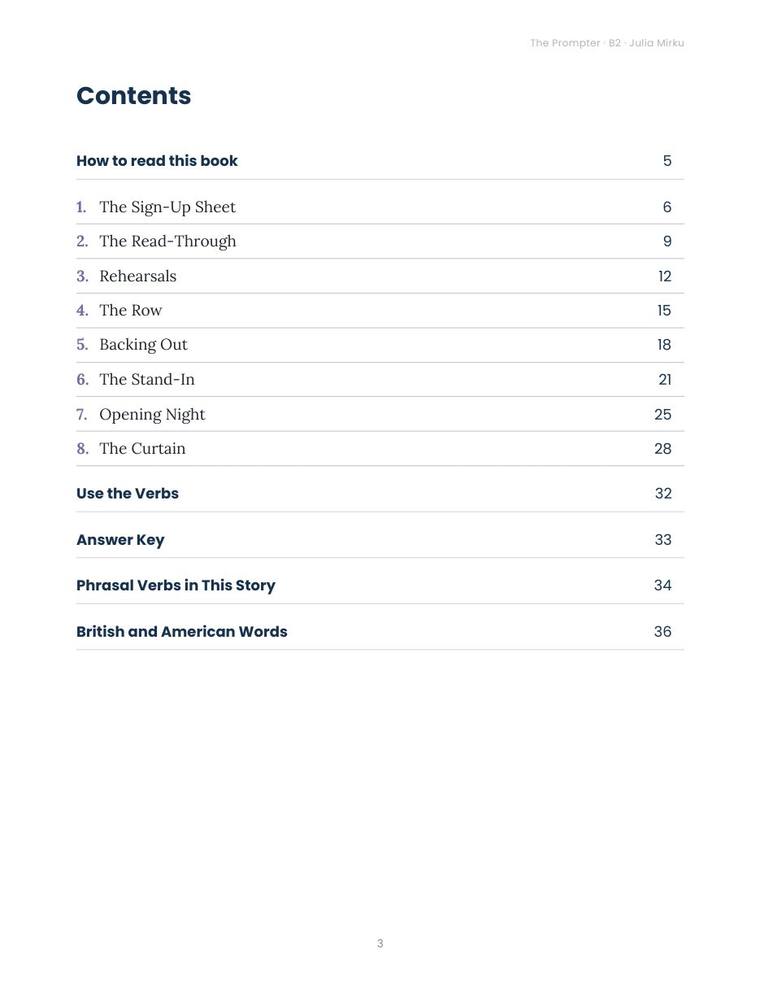 The Prompter · B2 · Julia Mirku
Contents
How to read this book 5
1. The Sign-Up Sheet 6
2. The Read-Through 9
3. Rehearsals 12
4. The Row 15
5. Backing Out 18
6. The Stand-In 21
7. Opening Night 25
8. The Curtain 28
Use the Verbs 32
Answer Key 33
Phrasal Verbs in This Story 34
British and American Words 36
3